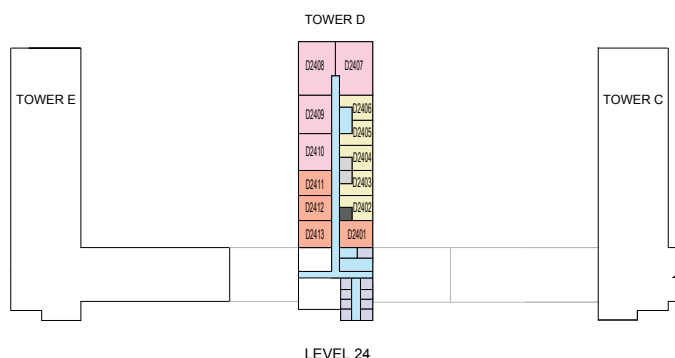 TOWER D
D2408 D2407
TOWER E
TOWER C
D2406
D2409
D2405
D2410
D2404
D2411
D2403
D2412
D2402
D2413
D2401
LEVEL 24